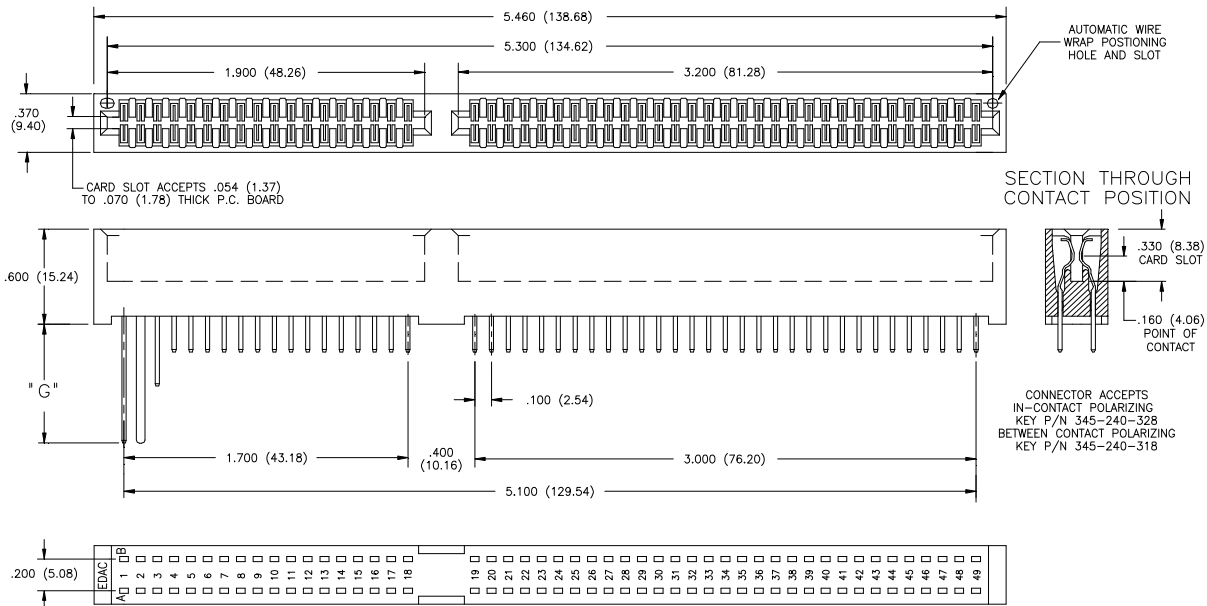 5.460 (138.68)
5.300 (134.62)
1.900 (48.26)
3.200 (81.28)
AUTOMATIC WIRE
WRAP POSTIONING
HOLE AND SLOT
.370
(9.40)
CARD SLOT ACCEPTS .054 (1.37)
TO .070 (1.78) THICK P.C. BOARD
SECTION THROUGH
CONTACT POSITION
.600 (15.24)
.330 (8.38)
CARD SLOT
.160 (4.06)
POINT OF
CONTACT
"G"
.100 (2.54)
CONNECTOR ACCEPTS
IN-CONTACT POLARIZING
KEY P/N 345-240-328
BETWEEN CONTACT POLARIZING
KEY P/N 345-240-318
1.700 (43.18)
.400
(10.16)
3.000 (76.20)
5.100 (129.54)
.200 (5.08)
EDAC
B
1 2 3 4 5 6 7 8 9 10 11 12 13 14 15 16 17 18 19 20 21 22 23 24 25 26 27 28 29 30 31 32 33 34 35 36 37 38 39 40 41 42 43 44 45 46 47 48 49
A